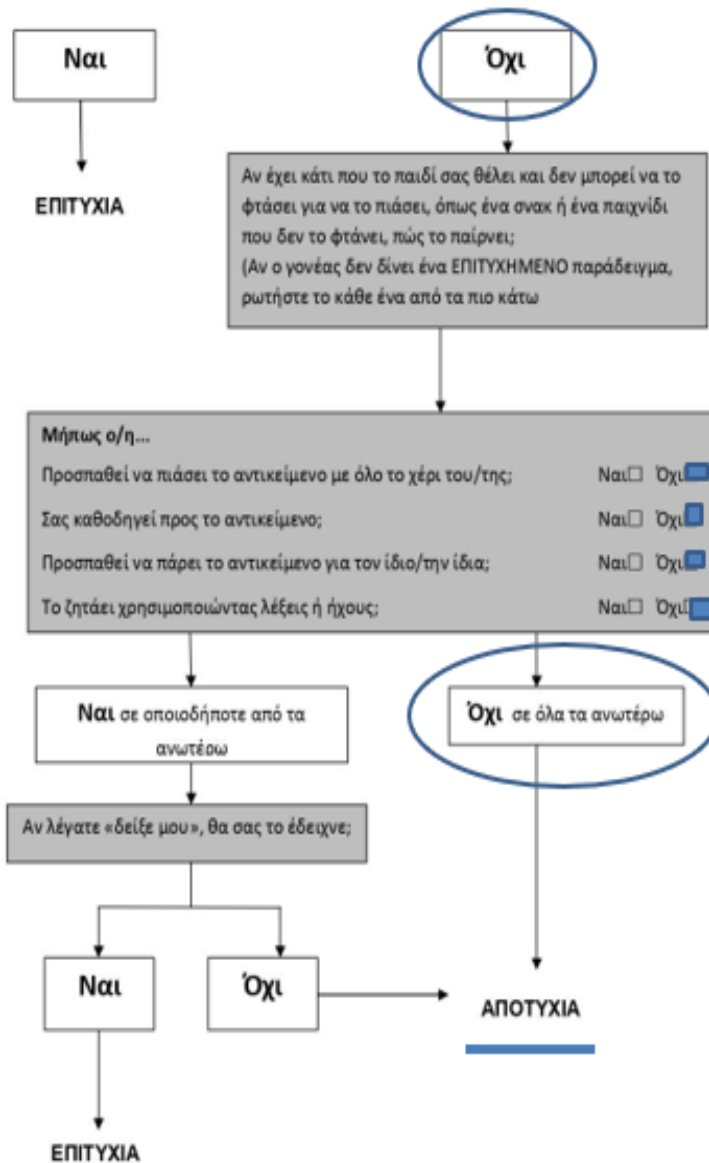 Ναι
Όχι
ΕΠΙΤΥΧΙΑ
Αν έχει κάτι που το παιδί σας θέλει και δεν μπορεί να το
φτάσει για να το πιάσει, όπως ένα σνακ ή ένα παιχνίδι
που δεν το φτάνει, πώς το παίρνει;
(Αν ο γονέας δεν δίνει ένα ΕΠΙΤΥΧΗΜΕΝΟ παράδειγμα,
ρωτήστε το κάθε ένα από τα πιο κάτω
Μήπως ο/η...
Προσπαθεί να πιάσει το αντικείμενο με όλο το χέρι του/της; Ναι☐ Όχι
Σας καθοδηγεί προς το αντικείμενο; Ναι☐ Όχι
Προσπαθεί να πάρει το αντικείμενο για τον ίδιο/την ίδια; Ναι☐ Όχι
Το ζητάει χρησιμοποιώντας λέξεις ή ήχους; Ναι☐ Όχι
Ναι σε οποιοδήποτε από τα
ανωτέρω
Όχι σε όλα τα ανωτέρω
Αν λέγατε «δείξε μου», θα σας το έδειχνε;
Ναι
Όχι
ΑΠΟΤΥΧΙΑ
ΕΠΙΤΥΧΙΑ